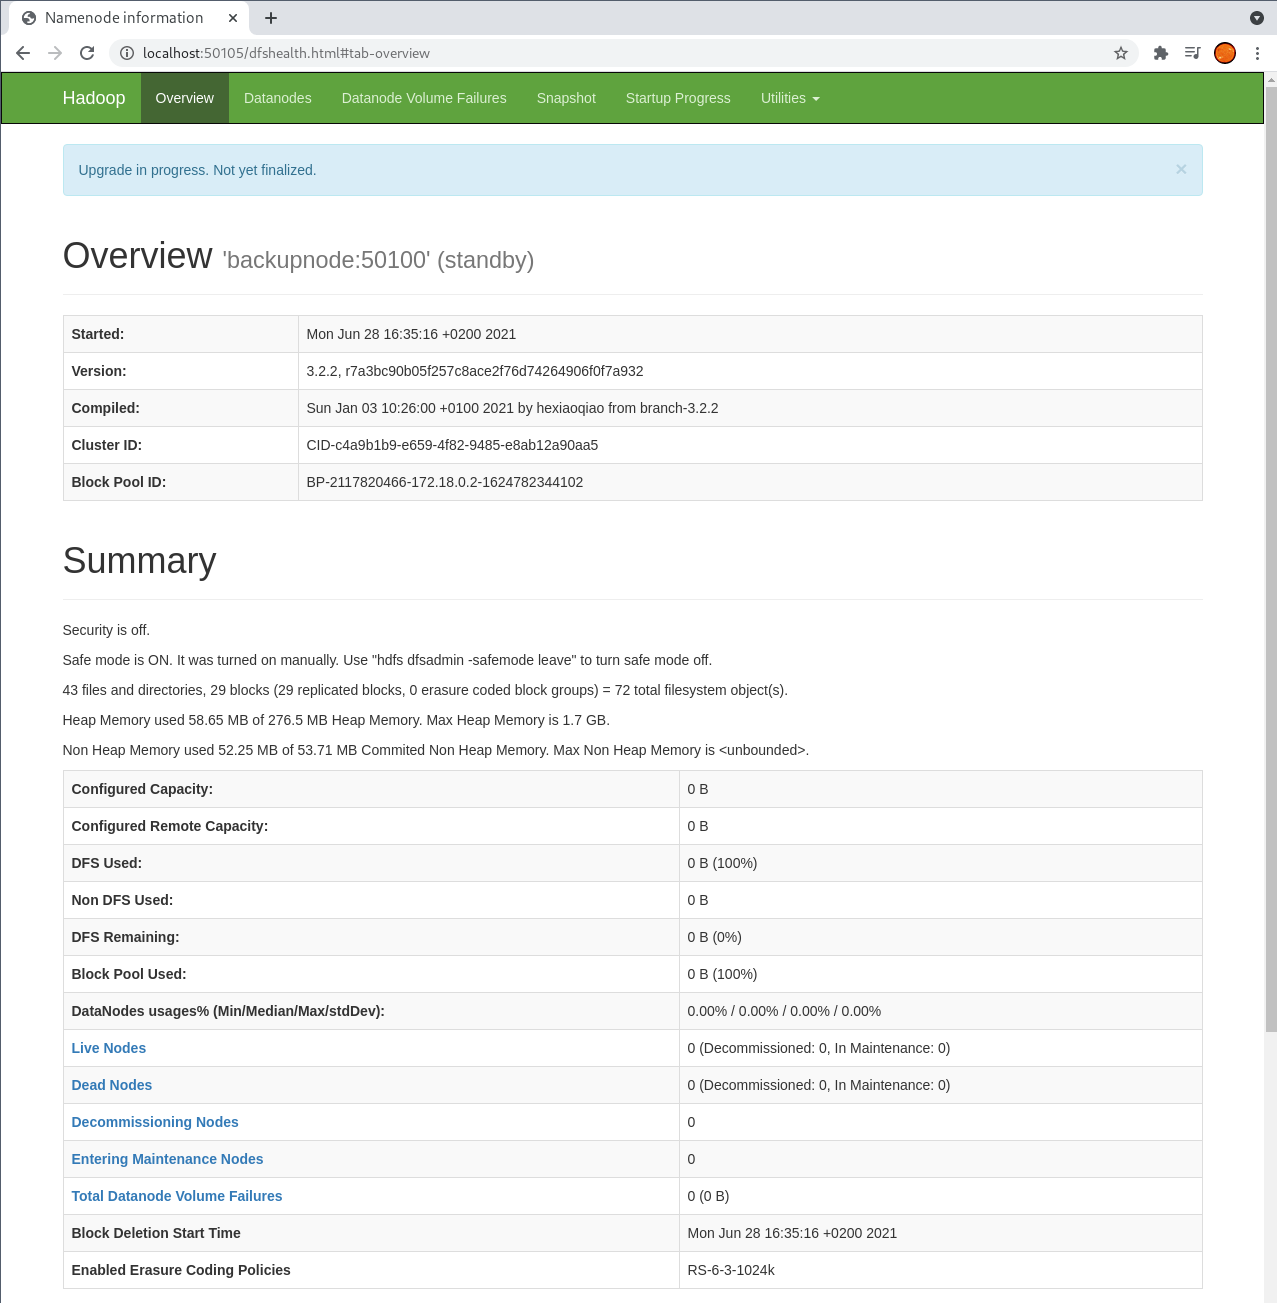 Namenode information
localhost:50105/dfshealth.html#tab-overview
Hadoop Overview Datanodes Datanode Volume Failures Snapshot Startup Progress Utilities
Upgrade in progress. Not yet finalized. ×
Overview 'backupnode:50100' (standby)
Started: Mon Jun 28 16:35:16 +0200 2021
Version: 3.2.2, r7a3bc90b05f257c8ace2f76d74264906f0f7a932
Compiled: Sun Jan 03 10:26:00 +0100 2021 by hexiaoqiao from branch-3.2.2
Cluster ID: CID-c4a9b1b9-e659-4f82-9485-e8ab12a90aa5
Block Pool ID: BP-2117820466-172.18.0.2-1624782344102
Summary
Security is off.
Safe mode is ON. It was turned on manually. Use "hdfs dfsadmin -safemode leave" to turn safe mode off.
43 files and directories, 29 blocks (29 replicated blocks, 0 erasure coded block groups) = 72 total filesystem object(s).
Heap Memory used 58.65 MB of 276.5 MB Heap Memory. Max Heap Memory is 1.7 GB.
Non Heap Memory used 52.25 MB of 53.71 MB Commited Non Heap Memory. Max Non Heap Memory is <unbounded>.
Configured Capacity: 0 B
Configured Remote Capacity: 0 B
DFS Used: 0 B (100%)
Non DFS Used: 0 B
DFS Remaining: 0 B (0%)
Block Pool Used: 0 B (100%)
DataNodes usages% (Min/Median/Max/stdDev): 0.00% / 0.00% / 0.00% / 0.00%
Live Nodes 0 (Decommissioned: 0, In Maintenance: 0)
Dead Nodes 0 (Decommissioned: 0, In Maintenance: 0)
Decommissioning Nodes 0
Entering Maintenance Nodes 0
Total Datanode Volume Failures 0 (0 B)
Block Deletion Start Time Mon Jun 28 16:35:16 +0200 2021
Enabled Erasure Coding Policies RS-6-3-1024k